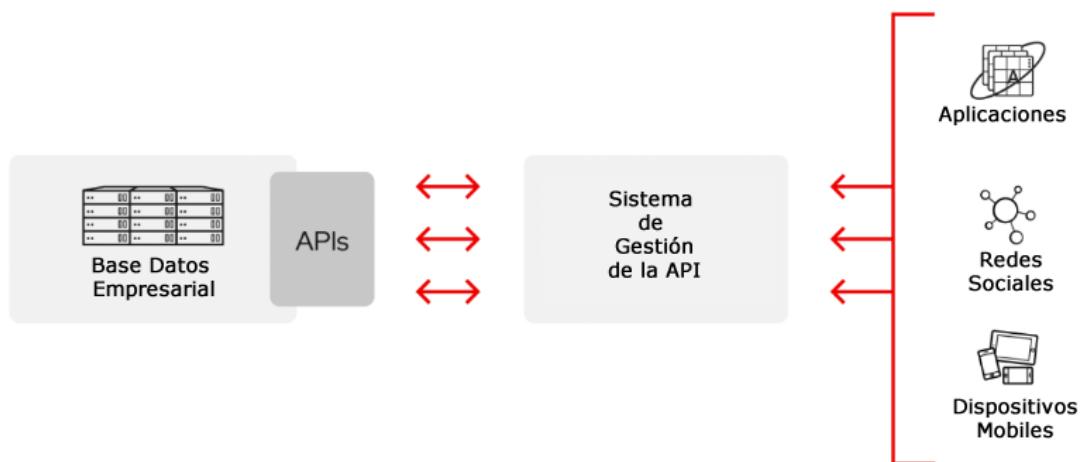 Base Datos
Empresarial
APIs
Sistema
de
Gestión
de la API
A
Aplicaciones
Redes
Sociales
Dispositivos
Mobiles